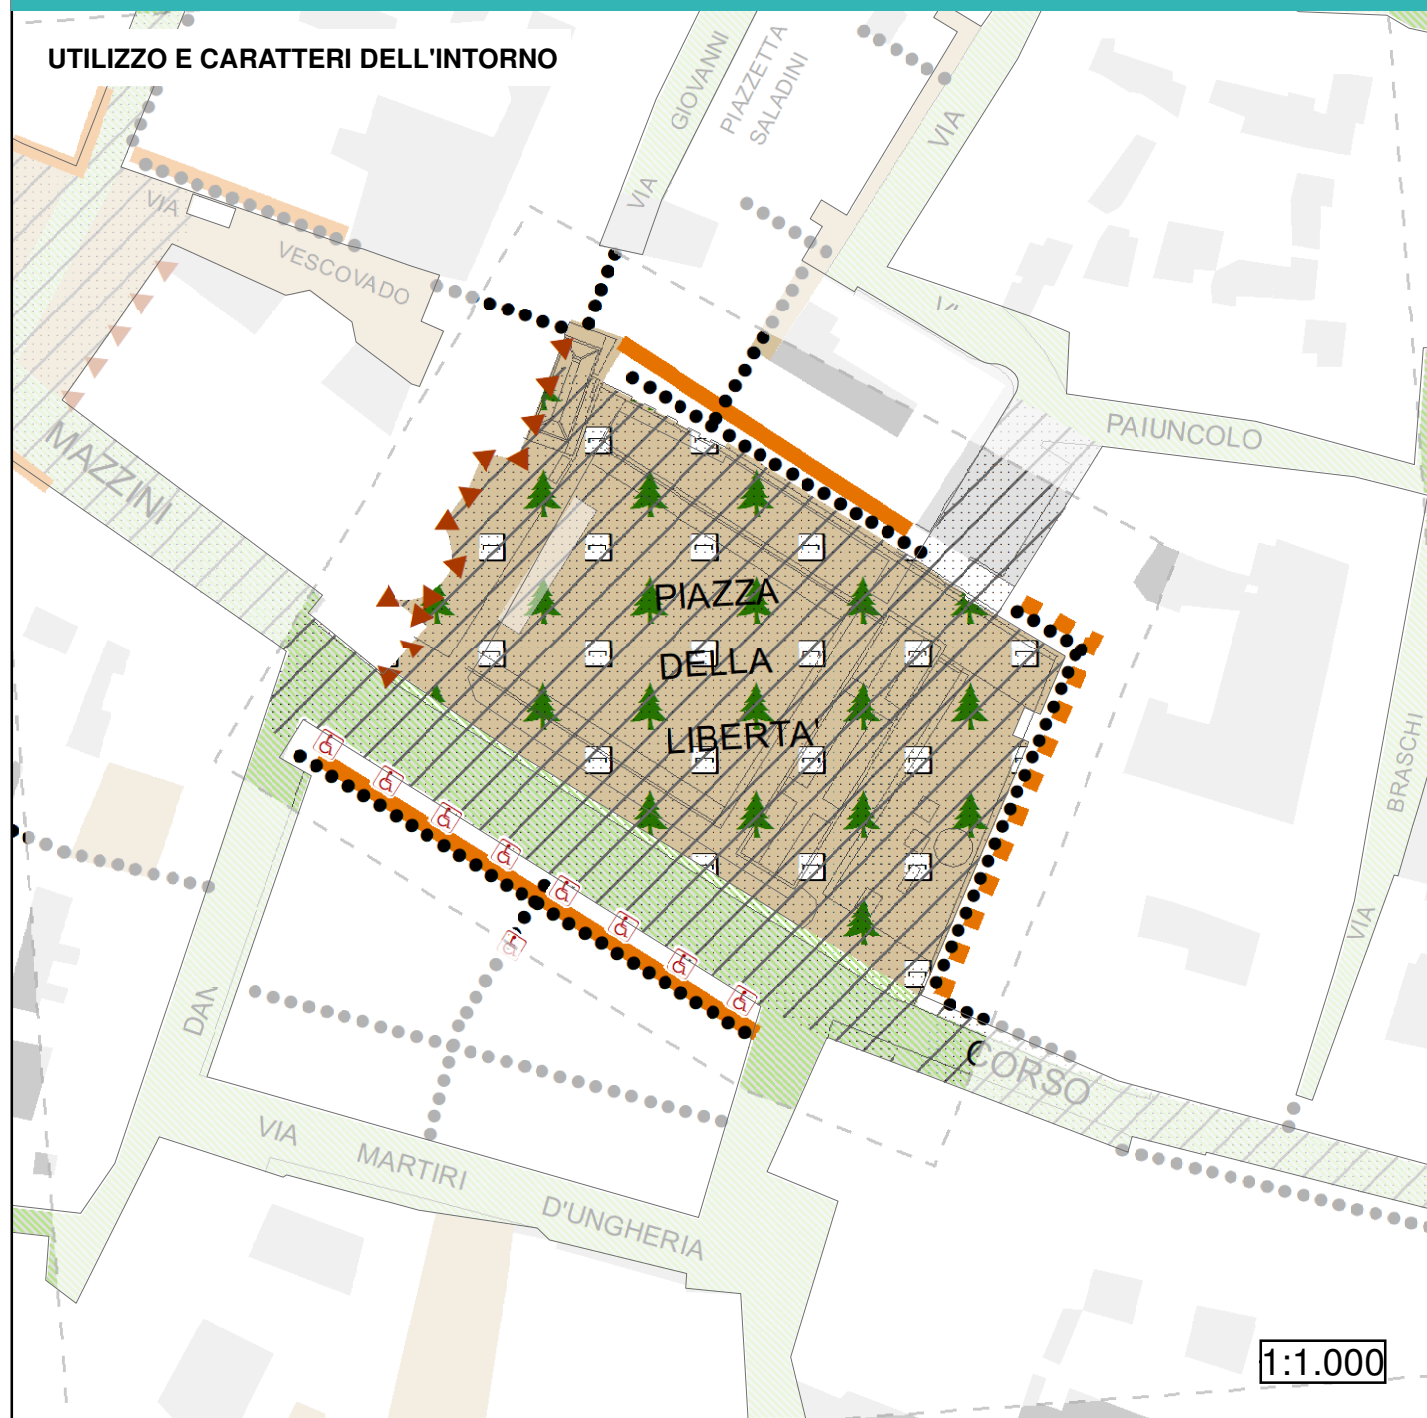 UTILIZZO E CARATTERI DELL'INTORNO
GIOVANNI
VIA
PIAZZETTA
SALADINI
VIA
VIA
VESCOVADO
MAZZINI
PAIUNCOLO
PIAZZA
DELLA
LIBERTA'
BRASCHI
VIA
CORSO
VIA
MARTIRI
D'UNGHERIA
1:1.000